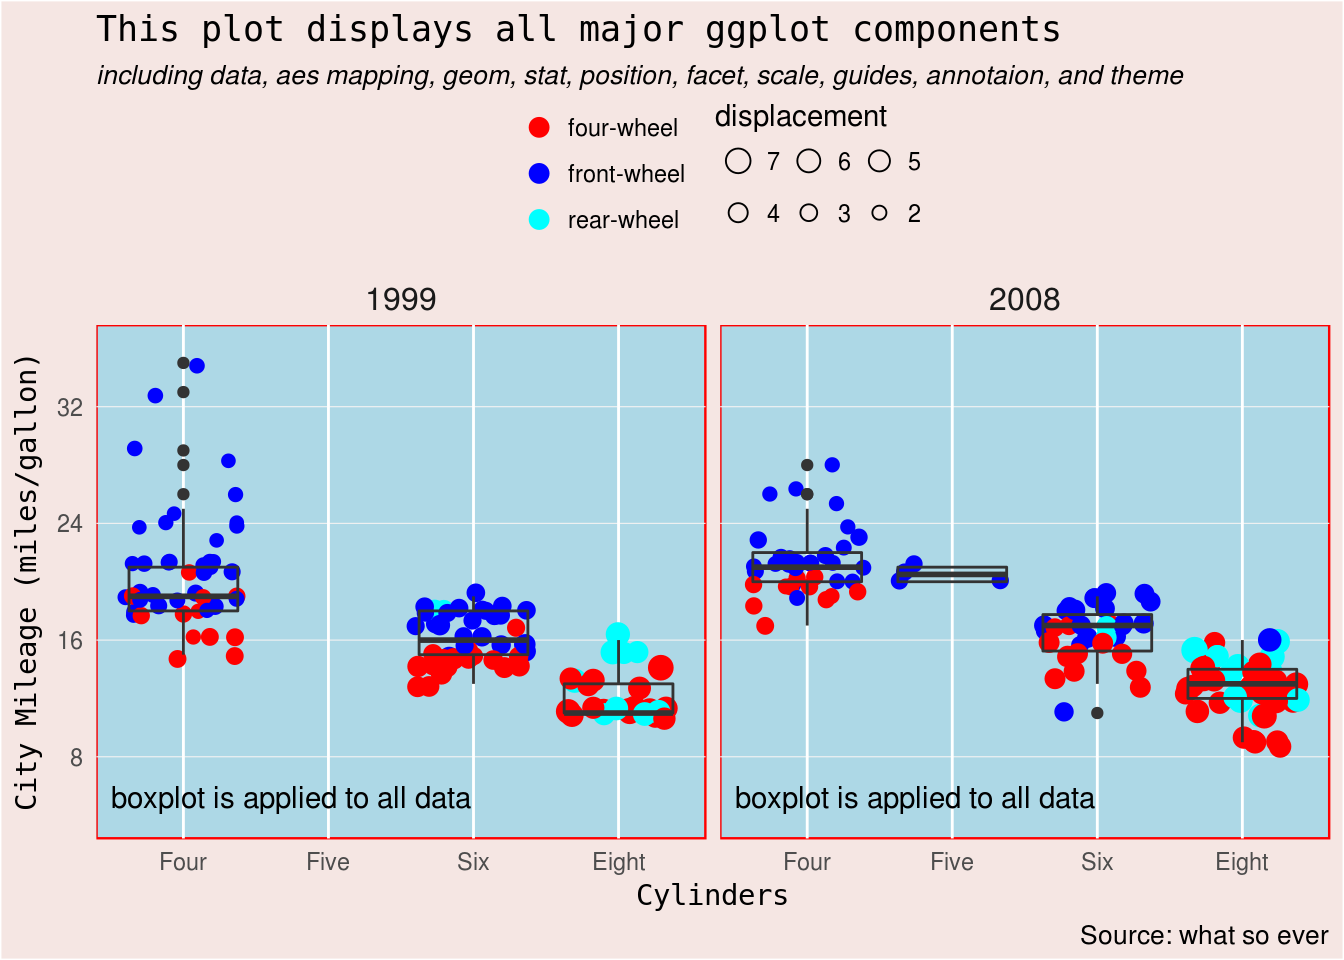 This plot displays all major ggplot components
including data, aes mapping, geom, stat, position, facet, scale, guides, annotaion, and theme
four-wheel
front-wheel
rear-wheel
displacement
7 6 5
4 3 2
1999 2008
City Mileage (miles/gallon)
32
24
16
8
boxplot is applied to all data boxplot is applied to all data
Four Five Six Eight Four Five Six Eight
Cylinders
Source: what so ever